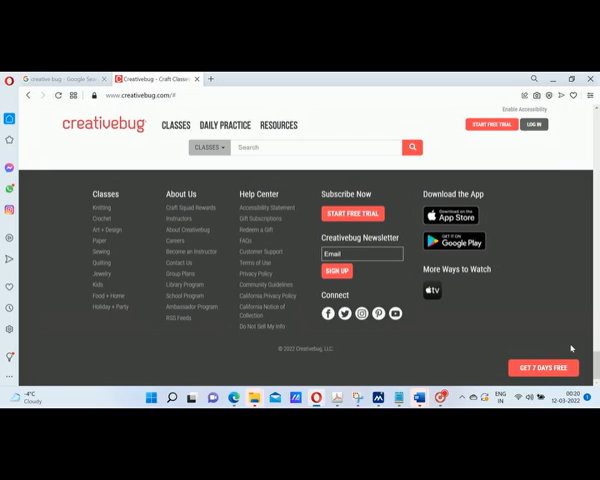 creative bug - Google Sea
Creativebug - Craft Classes
www.creativebug.com/#
Enable Accessibility
creativebug
CLASSES
DAILY PRACTICE
RESOURCES
START FREE TRIAL
LOG IN
CLASSES
Search
Classes
Knitting
Crochet
Art + Design
Paper
Sewing
Quilting
Jewelry
Kids
Food + Home
Holiday + Party
About Us
Craft Squad Rewards
Instructors
About Creativebug
Careers
Become an Instructor
Contact Us
Group Plans
Library Program
School Program
Ambassador Program
RSS Feeds
Help Center
Accessibility Statement
Gift Subscriptions
Redeem a Gift
FAQs
Customer Support
Terms of Use
Privacy Policy
Community Guidelines
California Privacy Policy
California Notice of
Collection
Do Not Sell My Info
Subscribe Now
START FREE TRIAL
Creativebug Newsletter
Email
SIGN UP
Connect
Download the App
Download on the
App Store
GET IT ON
Google Play
More Ways to Watch
tv
© 2022 Creativebug, LLC.
GET 7 DAYS FREE
-4°C
Cloudy
ENG
IN
00:20
12-03-2022